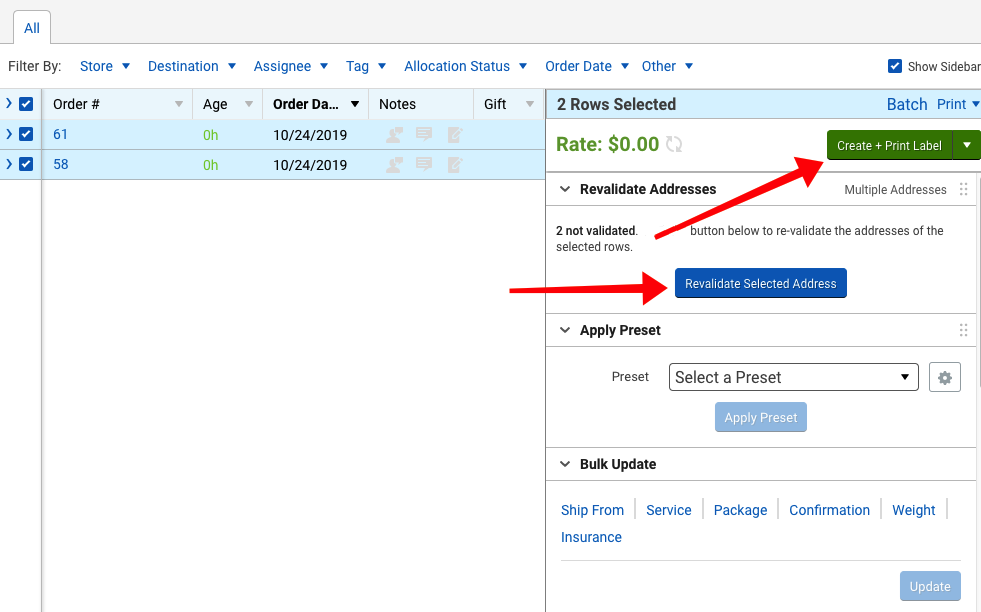 All
Filter By: Store Destination Assignee Tag Allocation Status Order Date Other Show Sidebar
Order # Age Order Da... Notes Gift
61 0h 10/24/2019
58 0h 10/24/2019
2 Rows Selected Batch Print
Rate: $0.00 Create + Print Label
Revalidate Addresses Multiple Addresses
2 not validated. button below to re-validate the addresses of the
selected rows.
Revalidate Selected Address
Apply Preset
Preset Select a Preset
Apply Preset
Bulk Update
Ship From Service Package Confirmation Weight
Insurance
Update